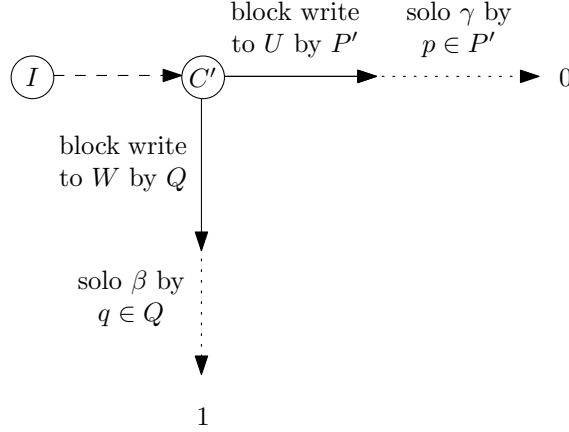 block write
to U by P′
solo γ by
p ∈ P′
I
C′
0
block write
to W by Q
solo β by
q ∈ Q
1